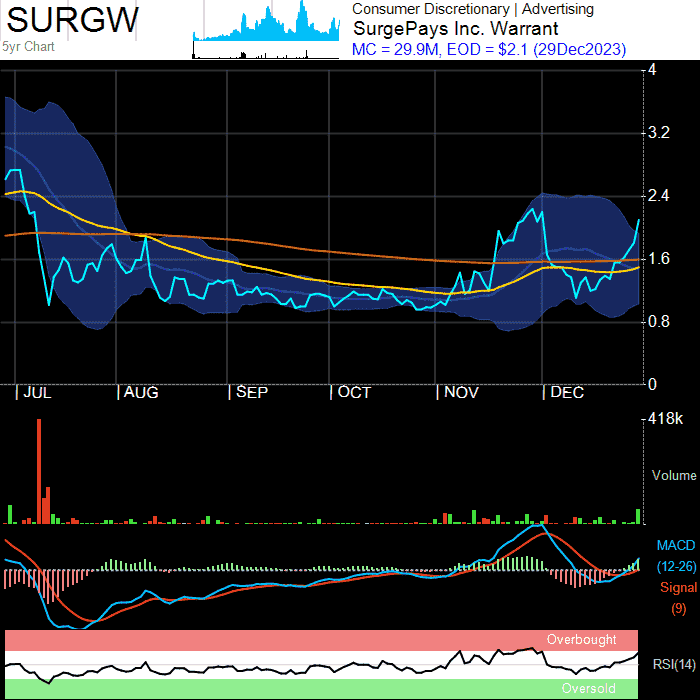 SURGW
5yr Chart
Consumer Discretionary | Advertising
SurgePays Inc. Warrant
MC = 29.9M, EOD = $2.1 (29Dec2023)
4
3.2
2.4
1.6
0.8
0
JUL AUG SEP OCT NOV DEC
418k
Volume
MACD
(12-26)
Signal
(9)
Overbought
RSI(14)
Oversold